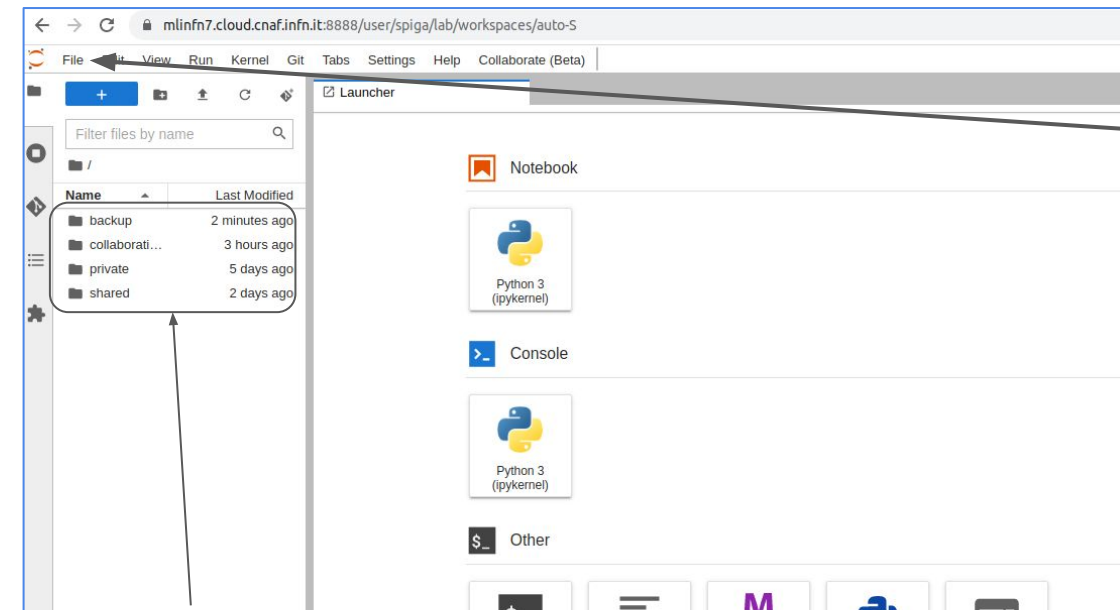 mlinfn7.cloud.cnaf.infn.it:8888/user/spiga/lab/workspaces/auto-S
File Edit View Run Kernel Git Tabs Settings Help Collaborate (Beta)
+
Launcher
Filter files by name
/
Name Last Modified
backup 2 minutes ago
collaborati… 3 hours ago
private 5 days ago
shared 2 days ago
Notebook
Python 3
(ipykernel)
>_ Console
Python 3
(ipykernel)
$_ Other
M